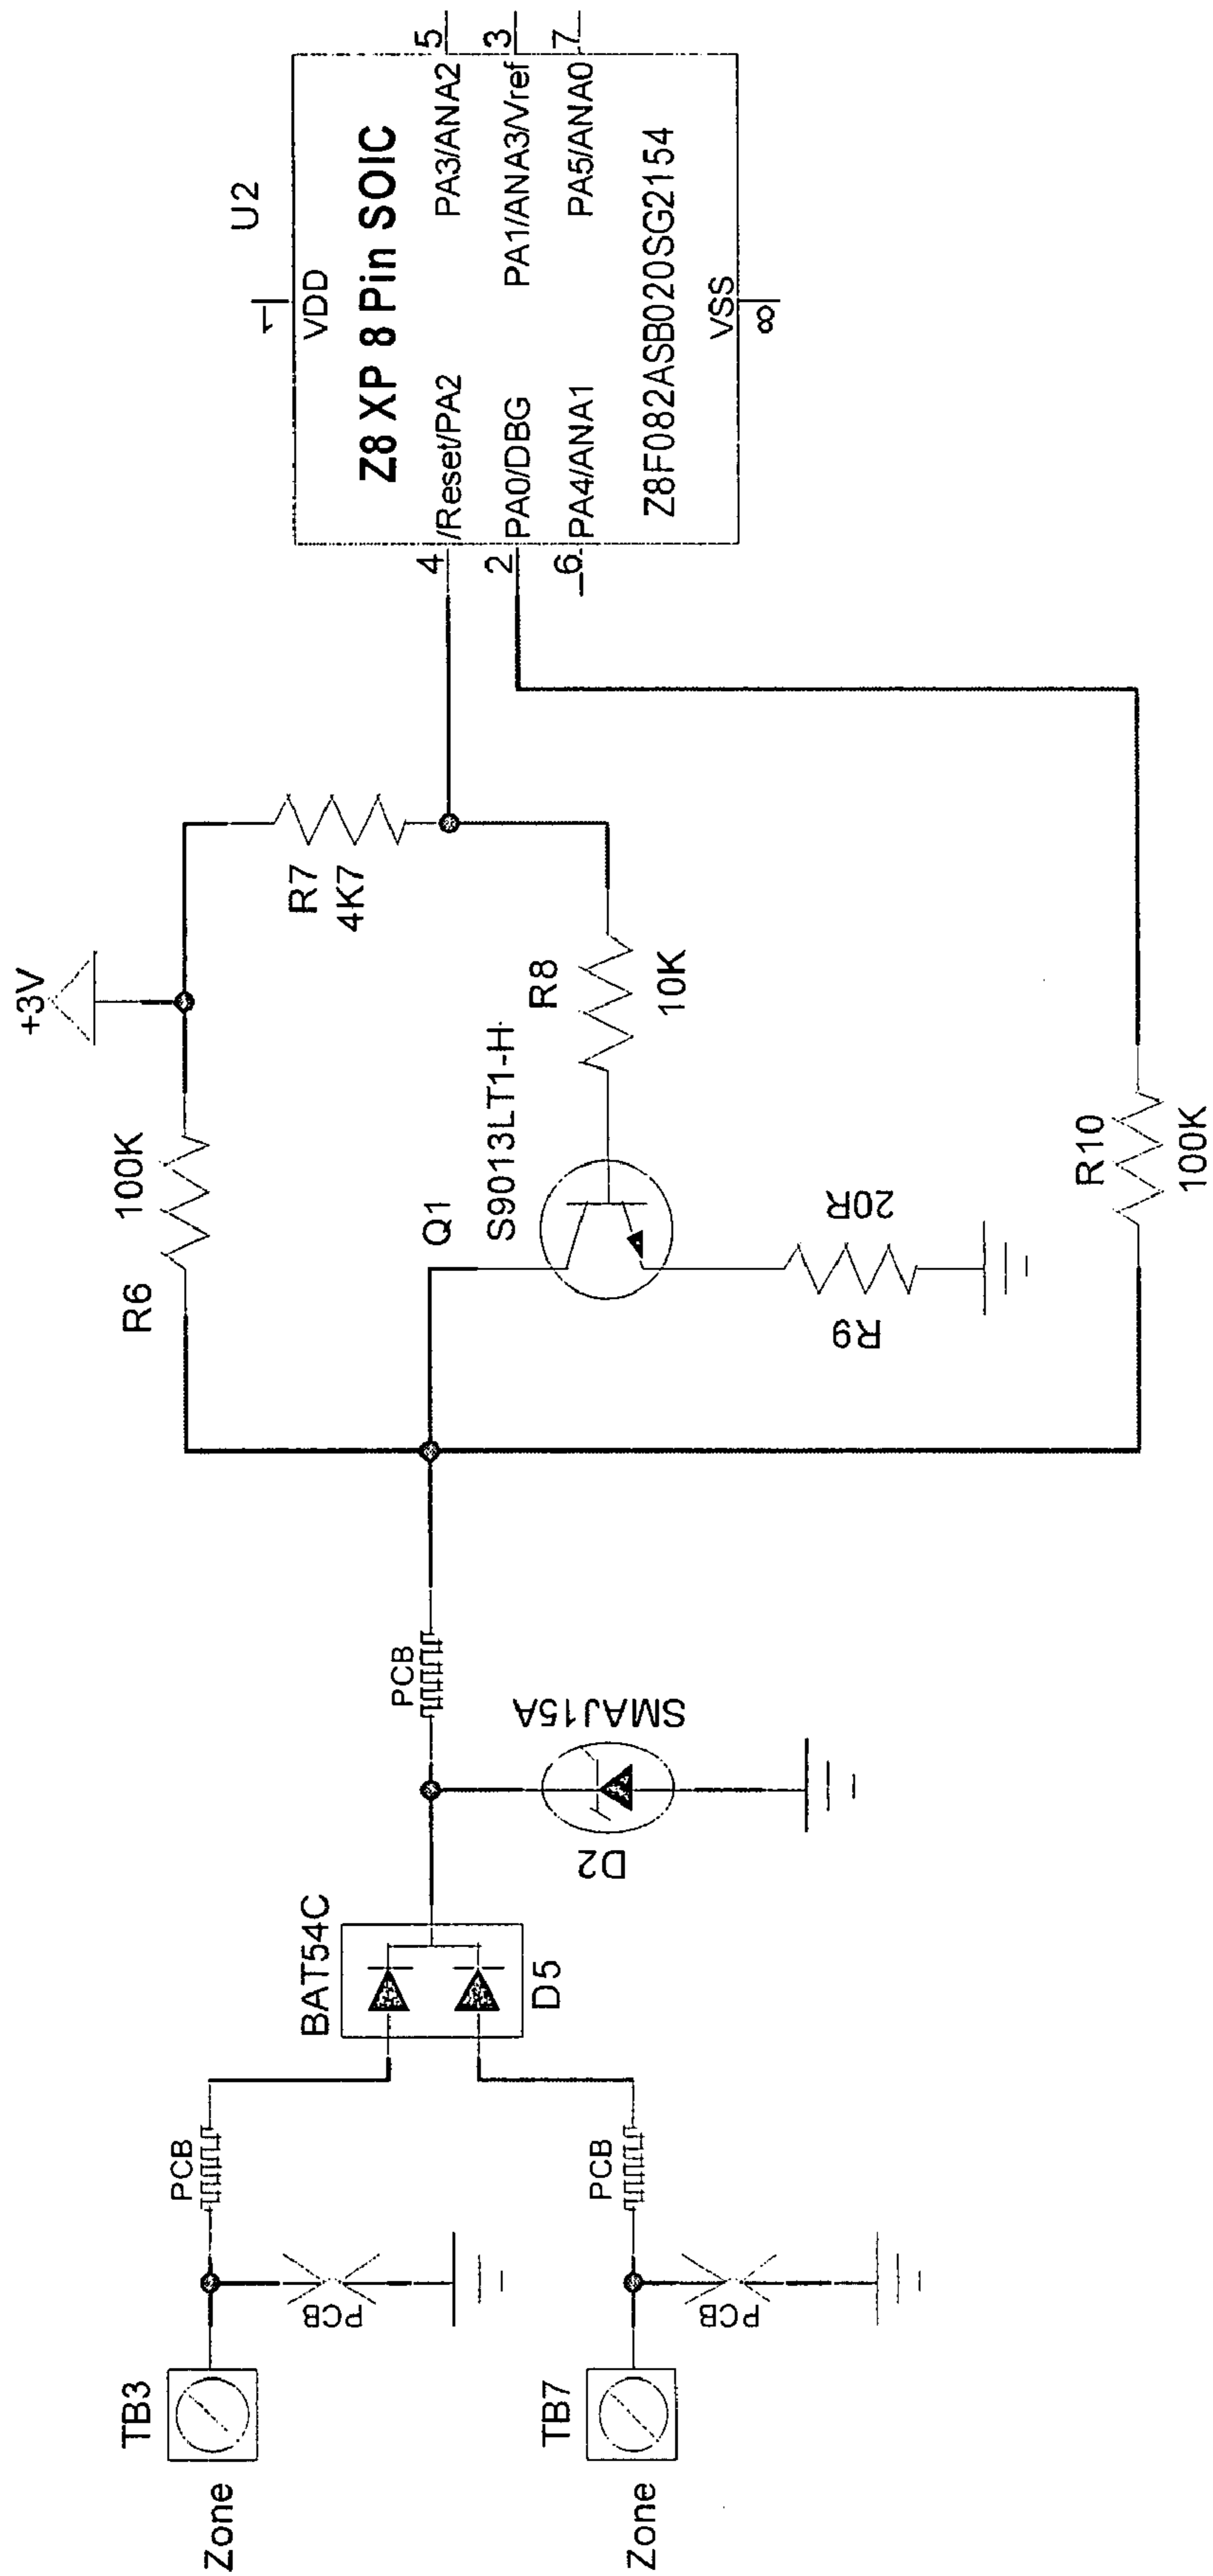 Zone
TB3
PCB
PCB
Zone
TB7
PCB
PCB
BAT54C
D5
D2
SMAJ15A
PCB
R6
100K
+3V
R7
4K7
Q1
S9013LT1-H
R8
10K
R9
20R
R10
100K
U2
1
VDD
Z8 XP 8 Pin SOIC
4
/Reset/PA2
PA3/ANA2
5
2
PA0/DBG
PA1/ANA3/Vref
3
6
PA4/ANA1
PA5/ANA0
7
Z8F082ASB020SG2154
VSS
8